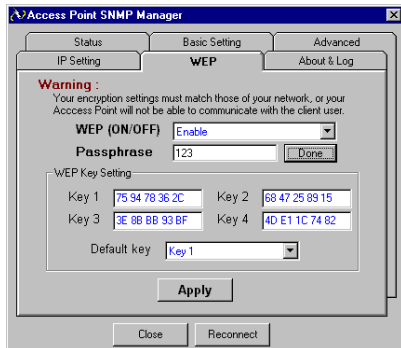 Access Point SNMP Manager
Status Basic Setting Advanced
IP Setting WEP About & Log
Warning :
Your encryption settings must match those of your network, or your
Acccess Point will not be able to communicate with the client user.
WEP (ON/OFF) Enable
Passphrase 123 Done
WEP Key Setting
Key 1 75 94 78 36 2C Key 2 68 47 25 89 15
Key 3 3E 8B BB 93 BF Key 4 4D E1 1C 74 82
Default key Key 1
Apply
Close Reconnect